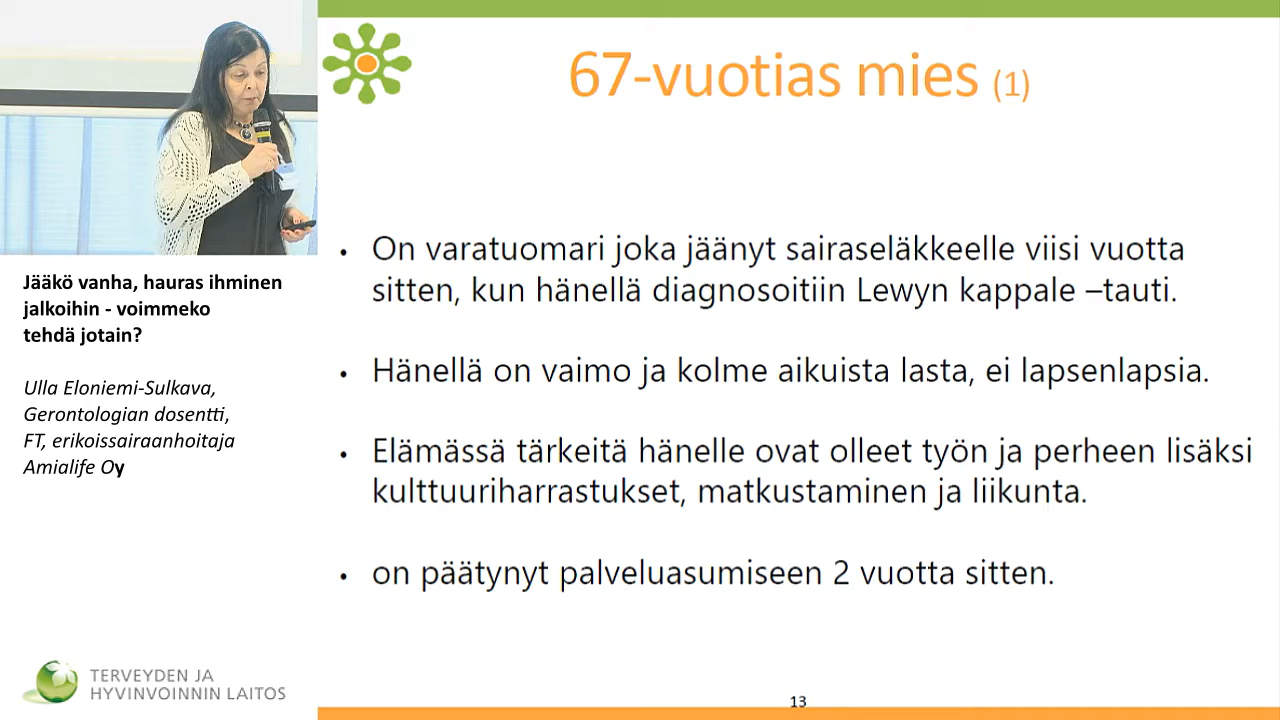 67-vuotias mies (1)
• On varatuomari joka jäänyt sairaseläkkeelle viisi vuotta
sitten, kun hänellä diagnosoitiin Lewyn kappale –tauti.
• Hänellä on vaimo ja kolme aikuista lasta, ei lapsenlapsia.
• Elämässä tärkeitä hänelle ovat olleet työn ja perheen lisäksi
kulttuuriharrastukset, matkustaminen ja liikunta.
• on päätynyt palveluasumiseen 2 vuotta sitten.
13
Jääkö vanha, hauras ihminen
jalkoihin - voimmeko
tehdä jotain?
Ulla Eloniemi-Sulkava,
Gerontologian dosentti,
FT, erikoissairaanhoitaja
Amialife Oy
TERVEYDEN JA
HYVINVOINNIN LAITOS